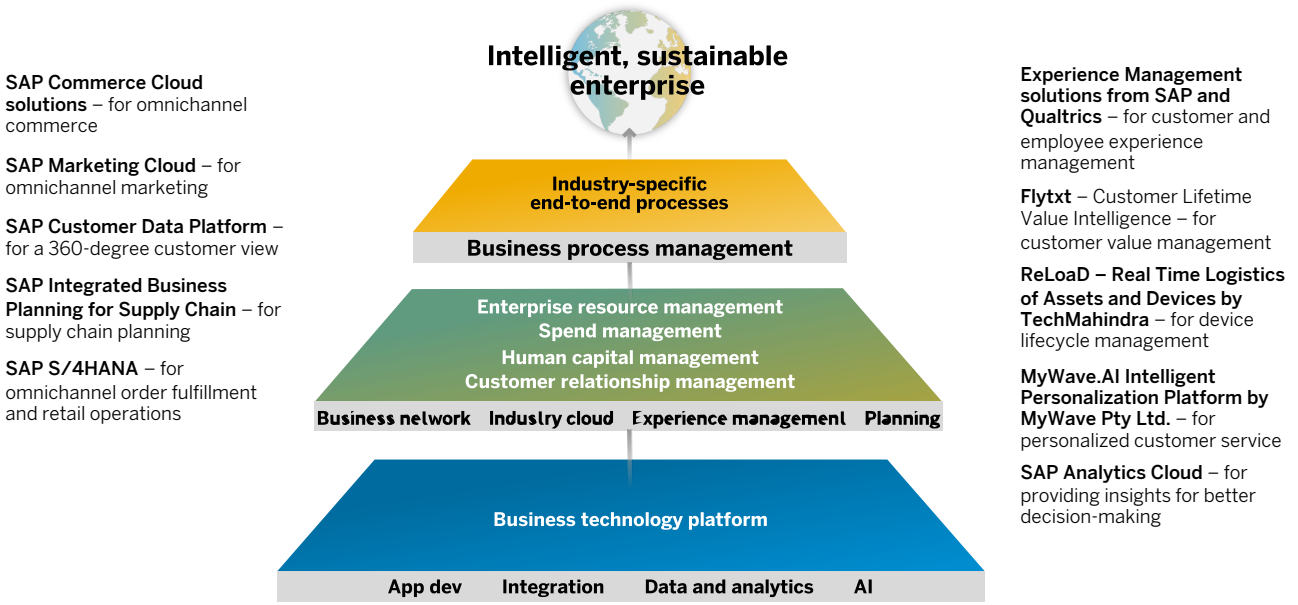 Intelligent, sustainable
enterprise
SAP Commerce Cloud
solutions – for omnichannel
commerce
SAP Marketing Cloud – for
omnichannel marketing
SAP Customer Data Platform –
for a 360-degree customer view
SAP Integrated Business
Planning for Supply Chain – for
supply chain planning
SAP S/4HANA – for
omnichannel order fulfillment
and retail operations
Industry-specific
end-to-end processes
Business process management
Enterprise resource management
Spend management
Human capital management
Customer relationship management
Business network Industry cloud Experience management Planning
Business technology platform
App dev Integration Data and analytics AI
Experience Management
solutions from SAP and
Qualtrics – for customer and
employee experience
management
Flytxt – Customer Lifetime
Value Intelligence – for
customer value management
ReLoaD – Real Time Logistics
of Assets and Devices by
TechMahindra – for device
lifecycle management
MyWave.AI Intelligent
Personalization Platform by
MyWave Pty Ltd. – for
personalized customer service
SAP Analytics Cloud – for
providing insights for better
decision-making